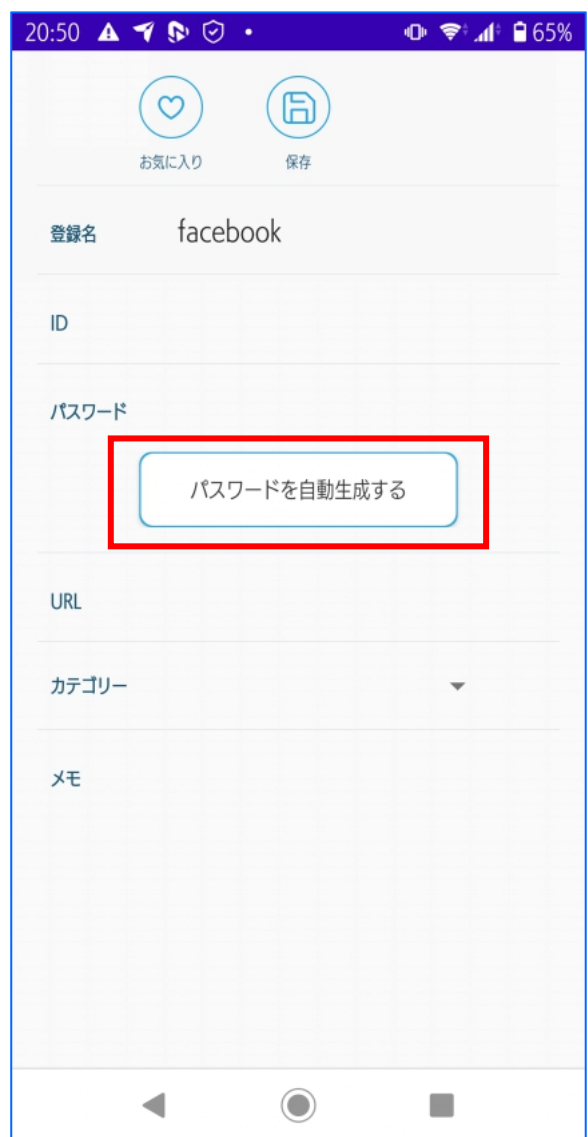 20:50
65%
お気に入り
保存
登録名 facebook
ID
パスワード
パスワードを自動生成する
URL
カテゴリー
メモ